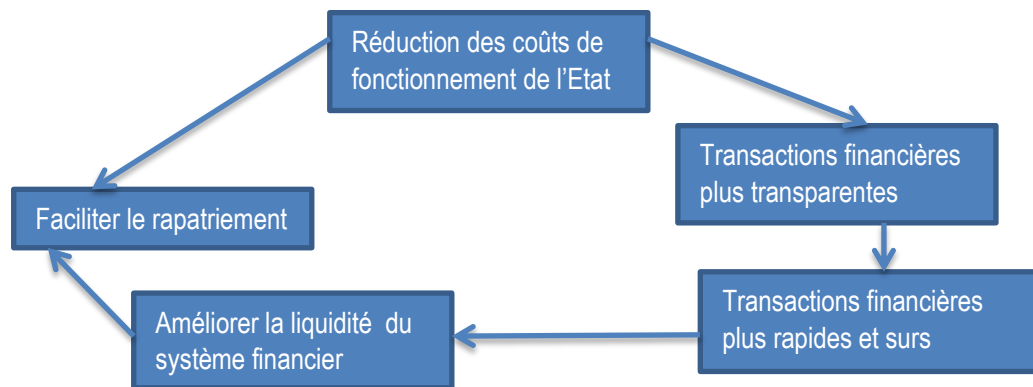 Réduction des coûts de
fonctionnement de l’Etat
Transactions financières
plus transparentes
Transactions financières
plus rapides et surs
Améliorer la liquidité du
système financier
Faciliter le rapatriement